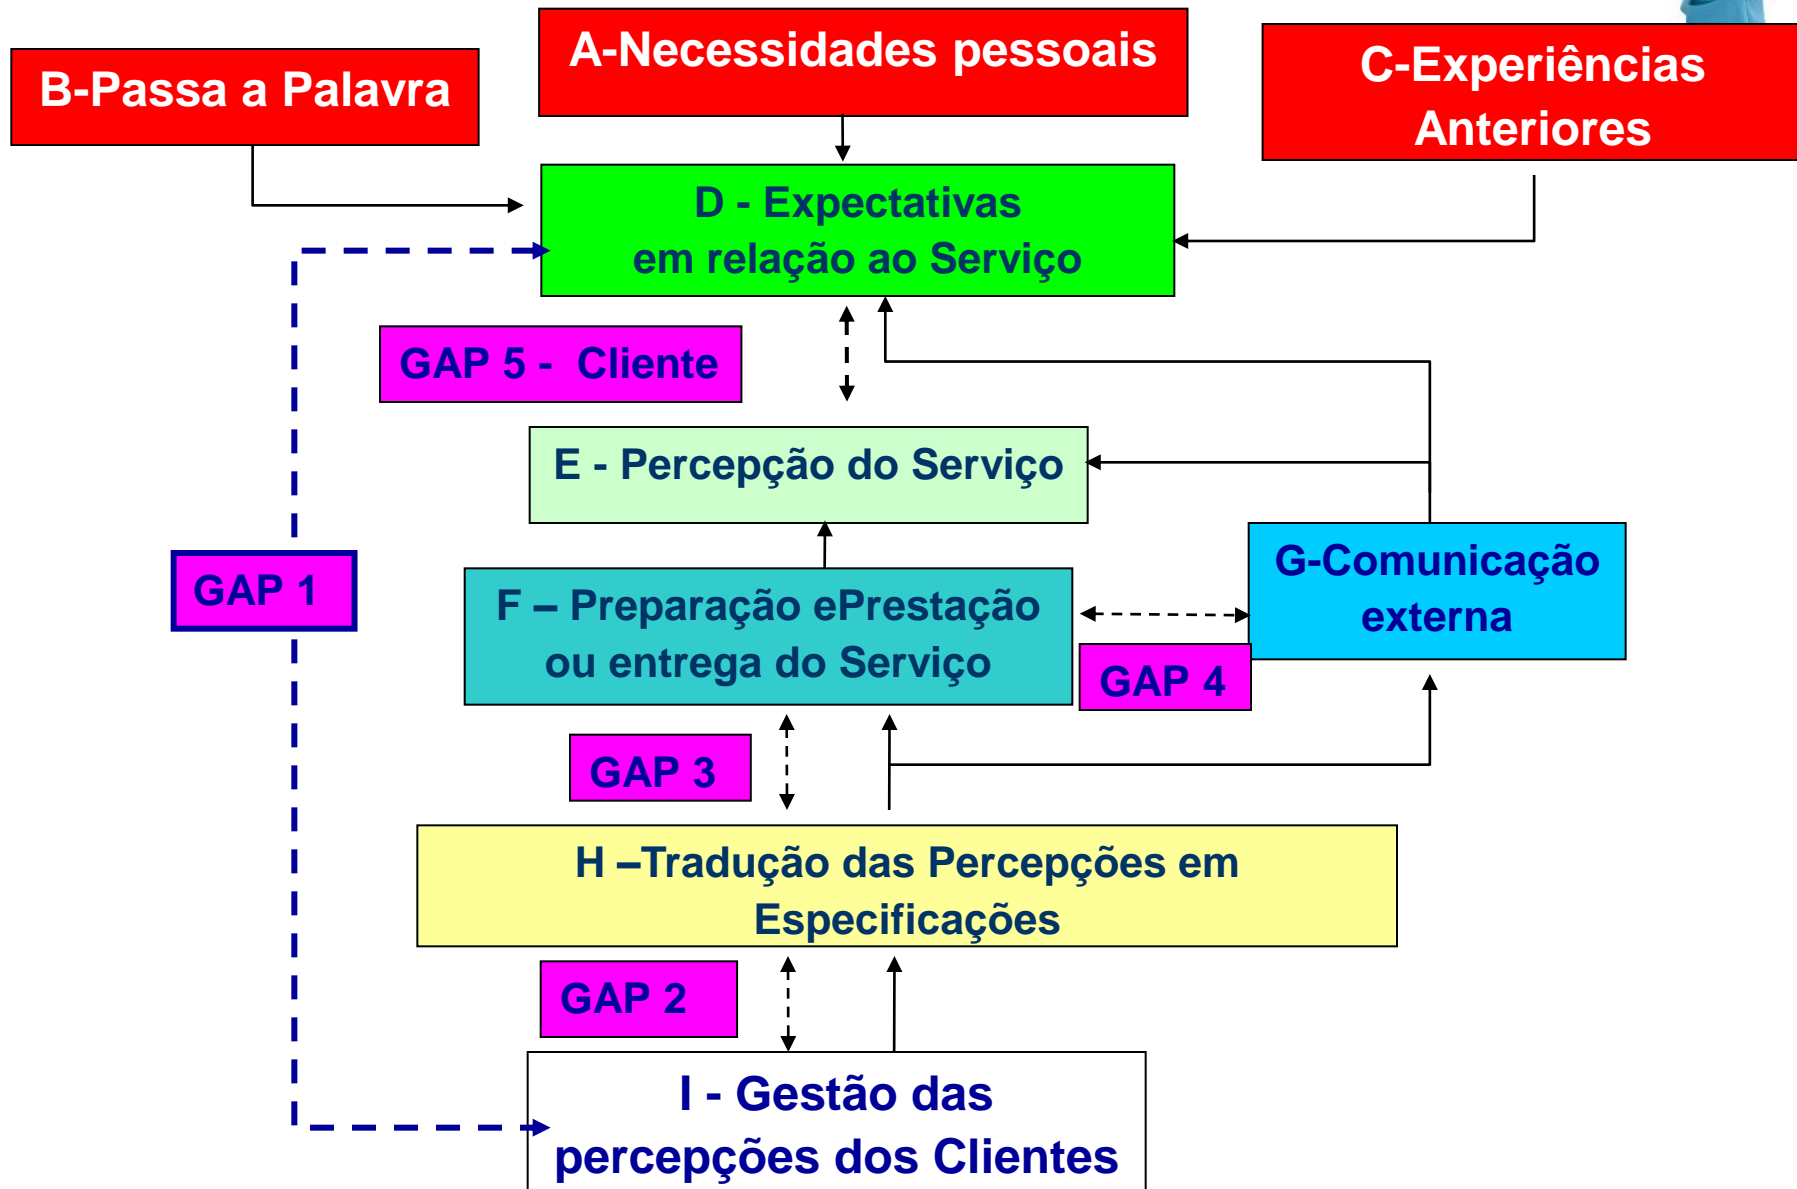 A-Necessidades pessoais
B-Passa a Palavra
C-Experiências
Anteriores
D - Expectativas
em relação ao Serviço
GAP 5 -  Cliente
E - Percepção do Serviço
GAP 1
F – Preparação ePrestação
ou entrega do Serviço
G-Comunicação
externa
GAP 4
GAP 3
H –Tradução das Percepções em
Especificações
GAP 2
I - Gestão das
percepções dos Clientes